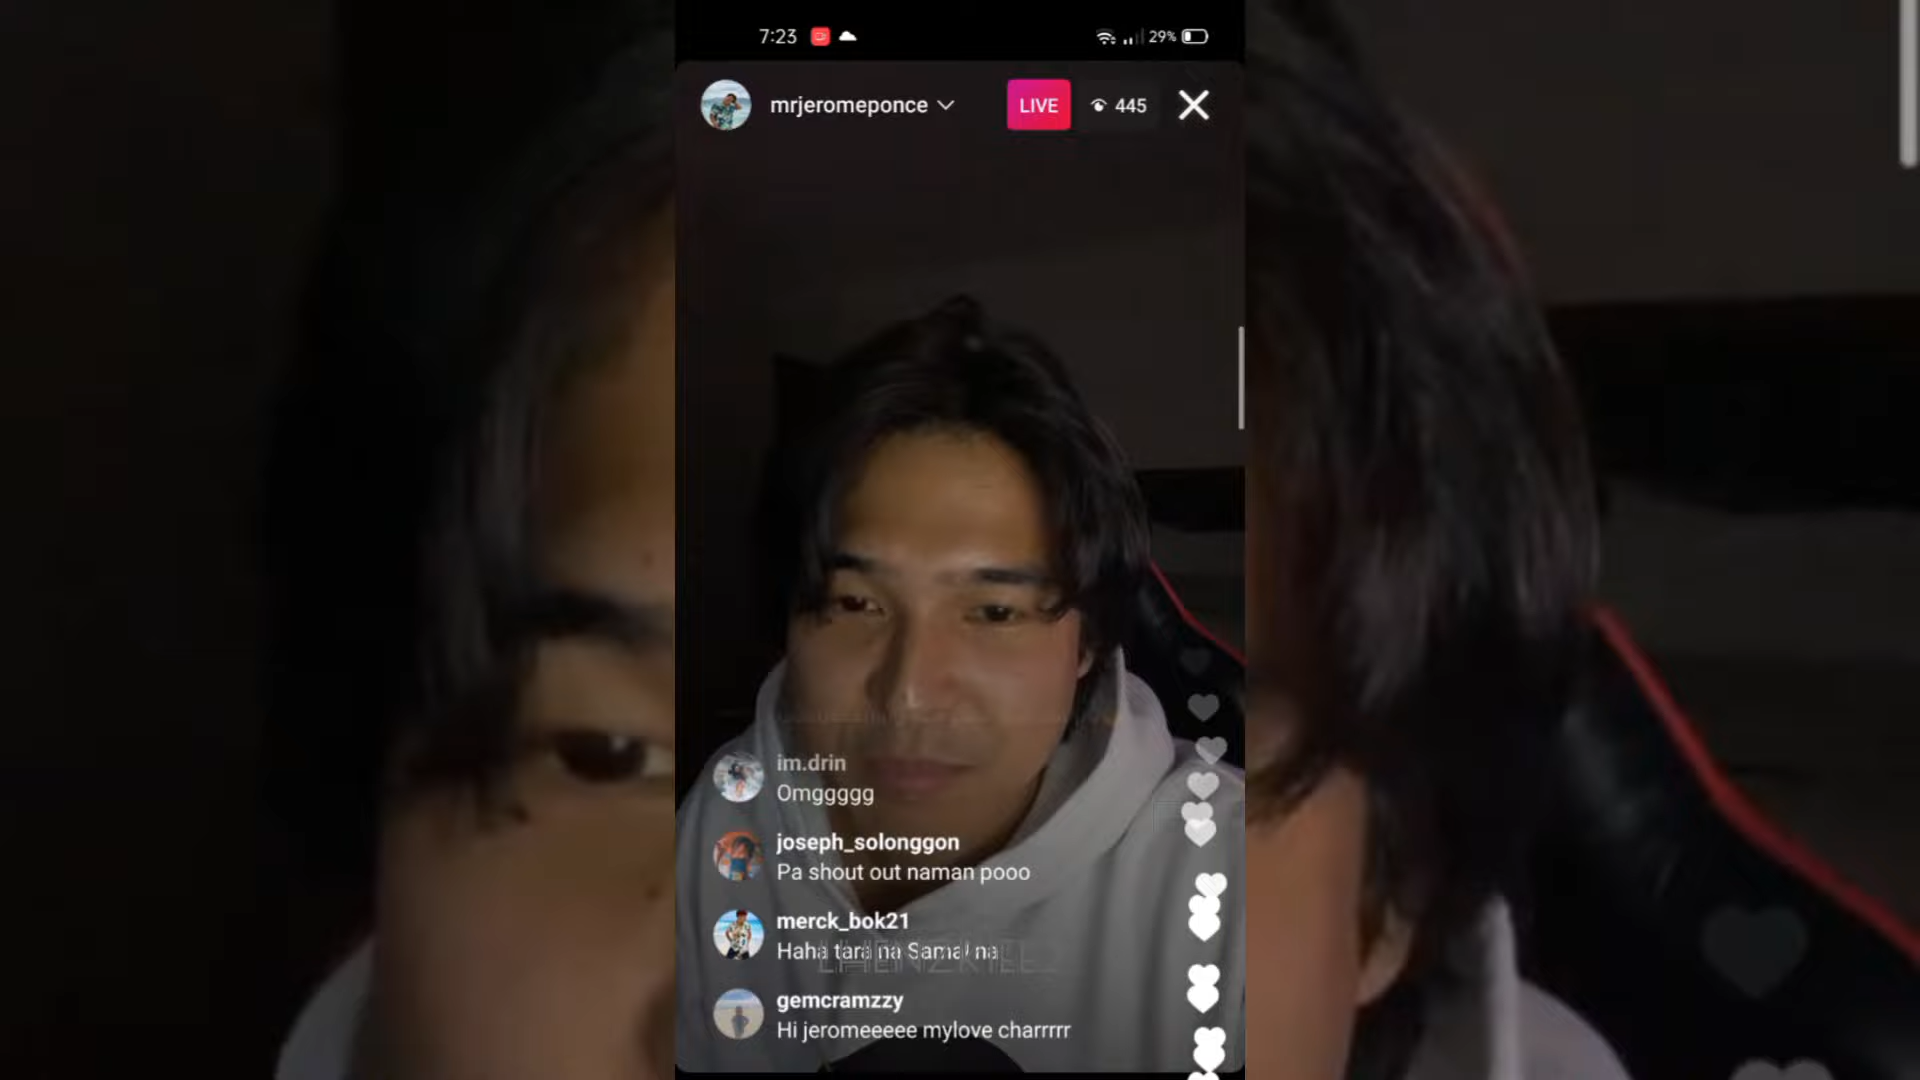 7:23
29%
mrjeromeponce
LIVE
445
im.drin
Omggggg
joseph_solonggon
Pa shout out naman pooo
merck_bok21
Haha tara na Samal na
gemcramzzy
Hi jeromeeeee mylove charrrrr